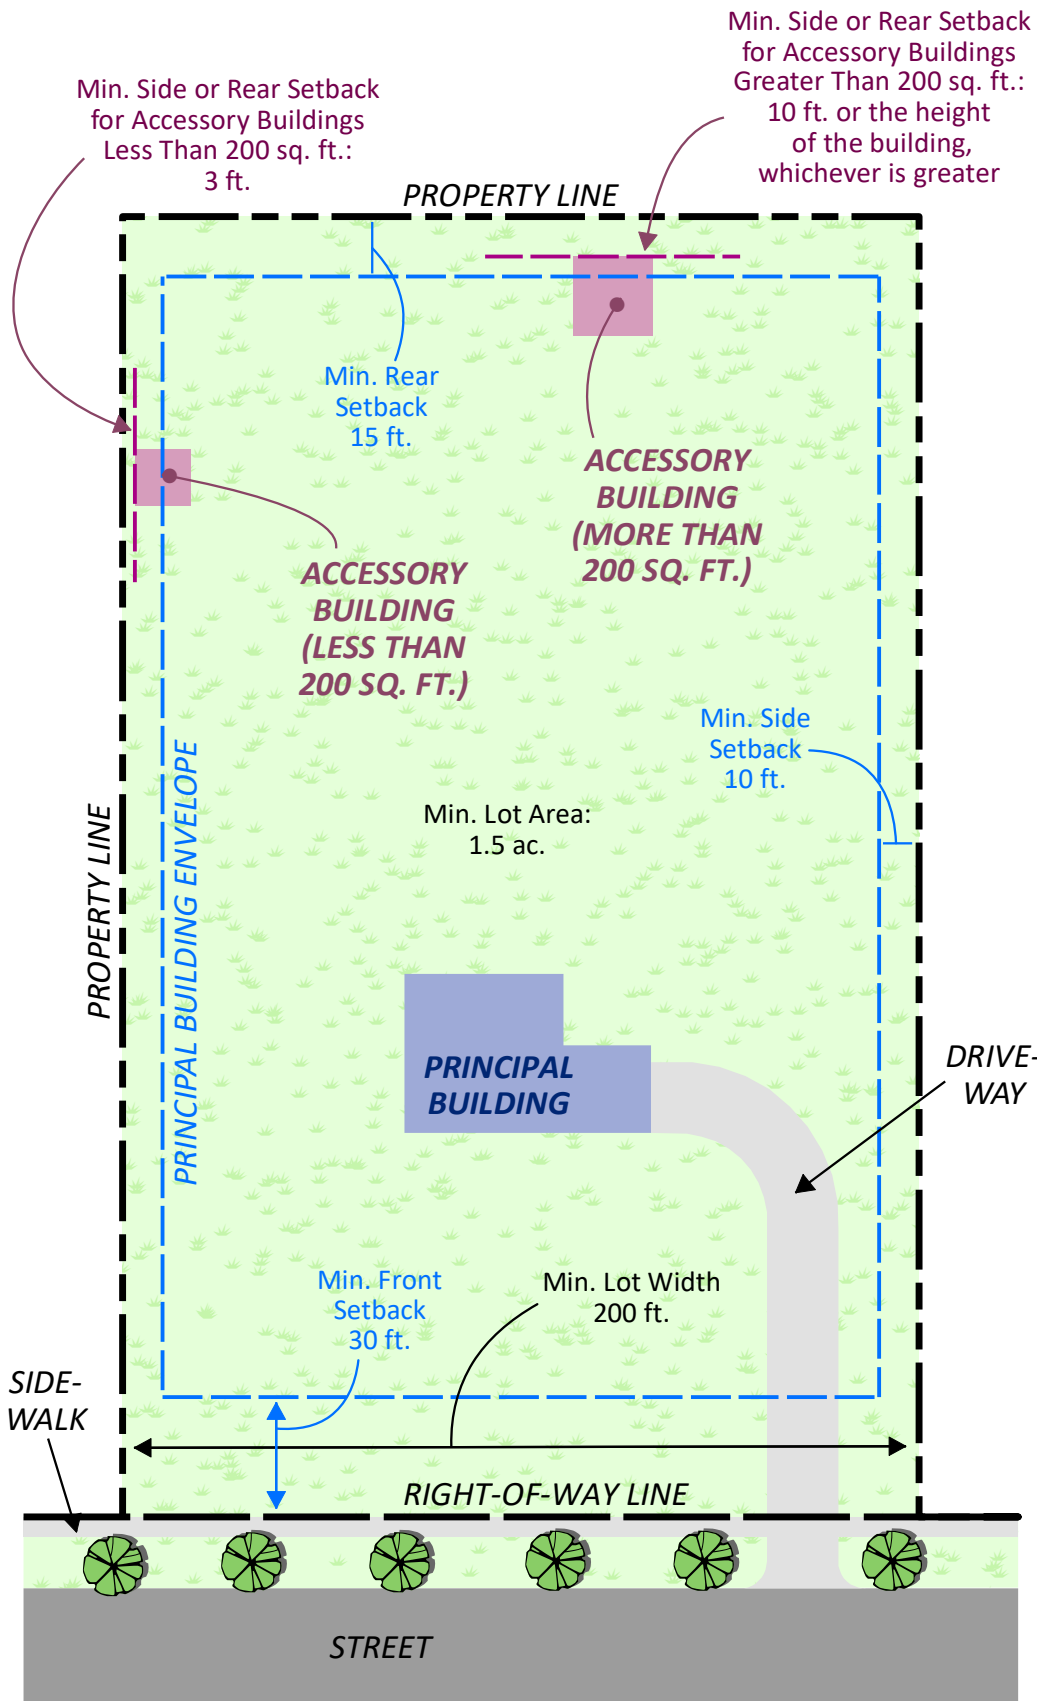 Min. Side or Rear Setback
for Accessory Buildings
Greater Than 200 sq. ft.:
10 ft. or the height
of the building,
whichever is greater
Min. Side or Rear Setback
for Accessory Buildings
Less Than 200 sq. ft.:
3 ft.
PROPERTY LINE
Min. Rear
Setback
15 ft.
ACCESSORY
BUILDING
(MORE THAN
200 SQ. FT.)
ACCESSORY
BUILDING
(LESS THAN
200 SQ. FT.)
Min. Side
Setback
10 ft.
PROPERTY LINE
PRINCIPAL BUILDING ENVELOPE
Min. Lot Area:
1.5 ac.
PRINCIPAL
BUILDING
DRIVE-
WAY
Min. Front
Setback
30 ft.
Min. Lot Width
200 ft.
SIDE-
WALK
RIGHT-OF-WAY LINE
STREET